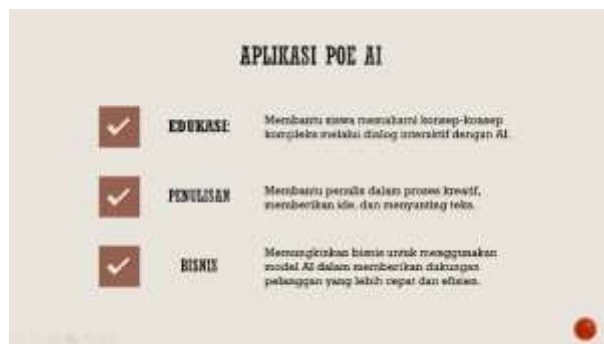 APLIKASI POE AI
EDUKASI:
Membantu siswa memahami konsep-konsep
kompleks melalui dialog interaktif dengan AI.
PENULISAN
Membantu penulis dalam proses kreatif,
memberikan ide, dan menyunting teks.
BISNIS
Memungkinkan bisnis untuk menggunakan
model AI dalam memberikan dukungan
pelanggan yang lebih cepat dan efisien.